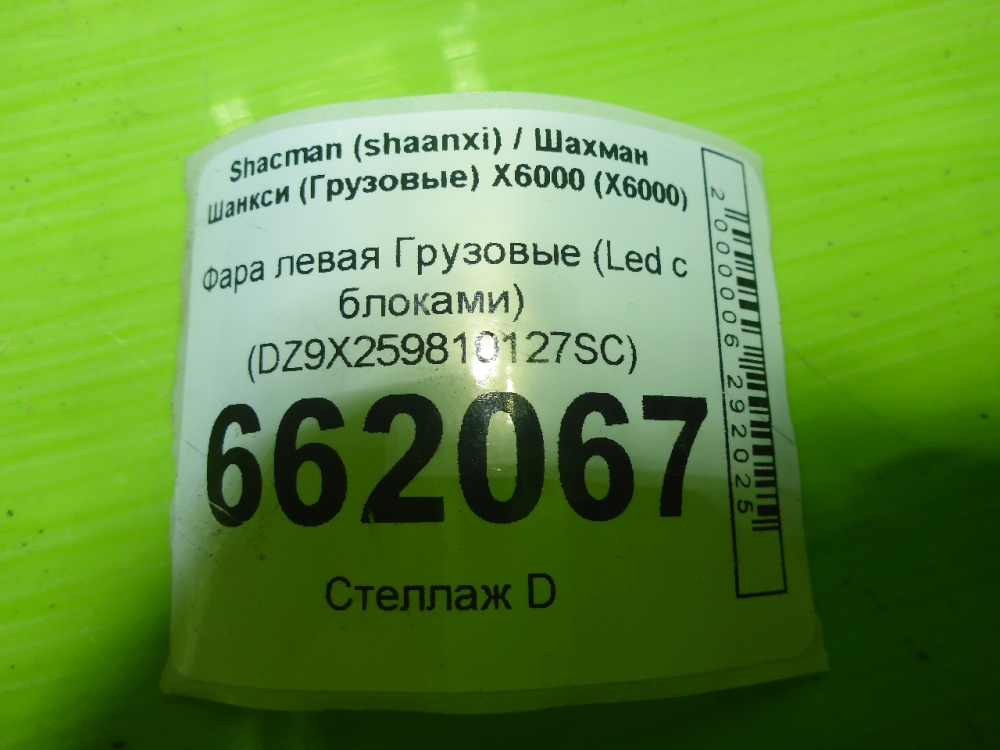 Shacman (shaanxi) / Шахман
Шанкси (Грузовые) X6000 (X6000)
Фара левая Грузовые (Led с
блоками)
(DZ9X259810127SC)
662067
Стеллаж D
2000006292025